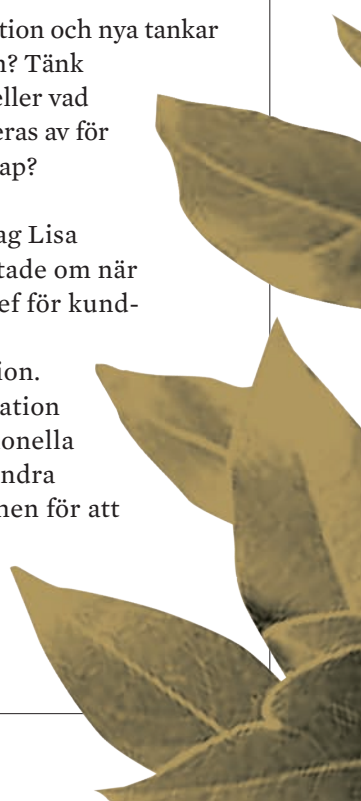 tion och nya tankar
? Tänk
eller vad
eras av för
ap?
ag Lisa
tade om när
ef för kund-
ion.
ation
onella
ndra
nen för att